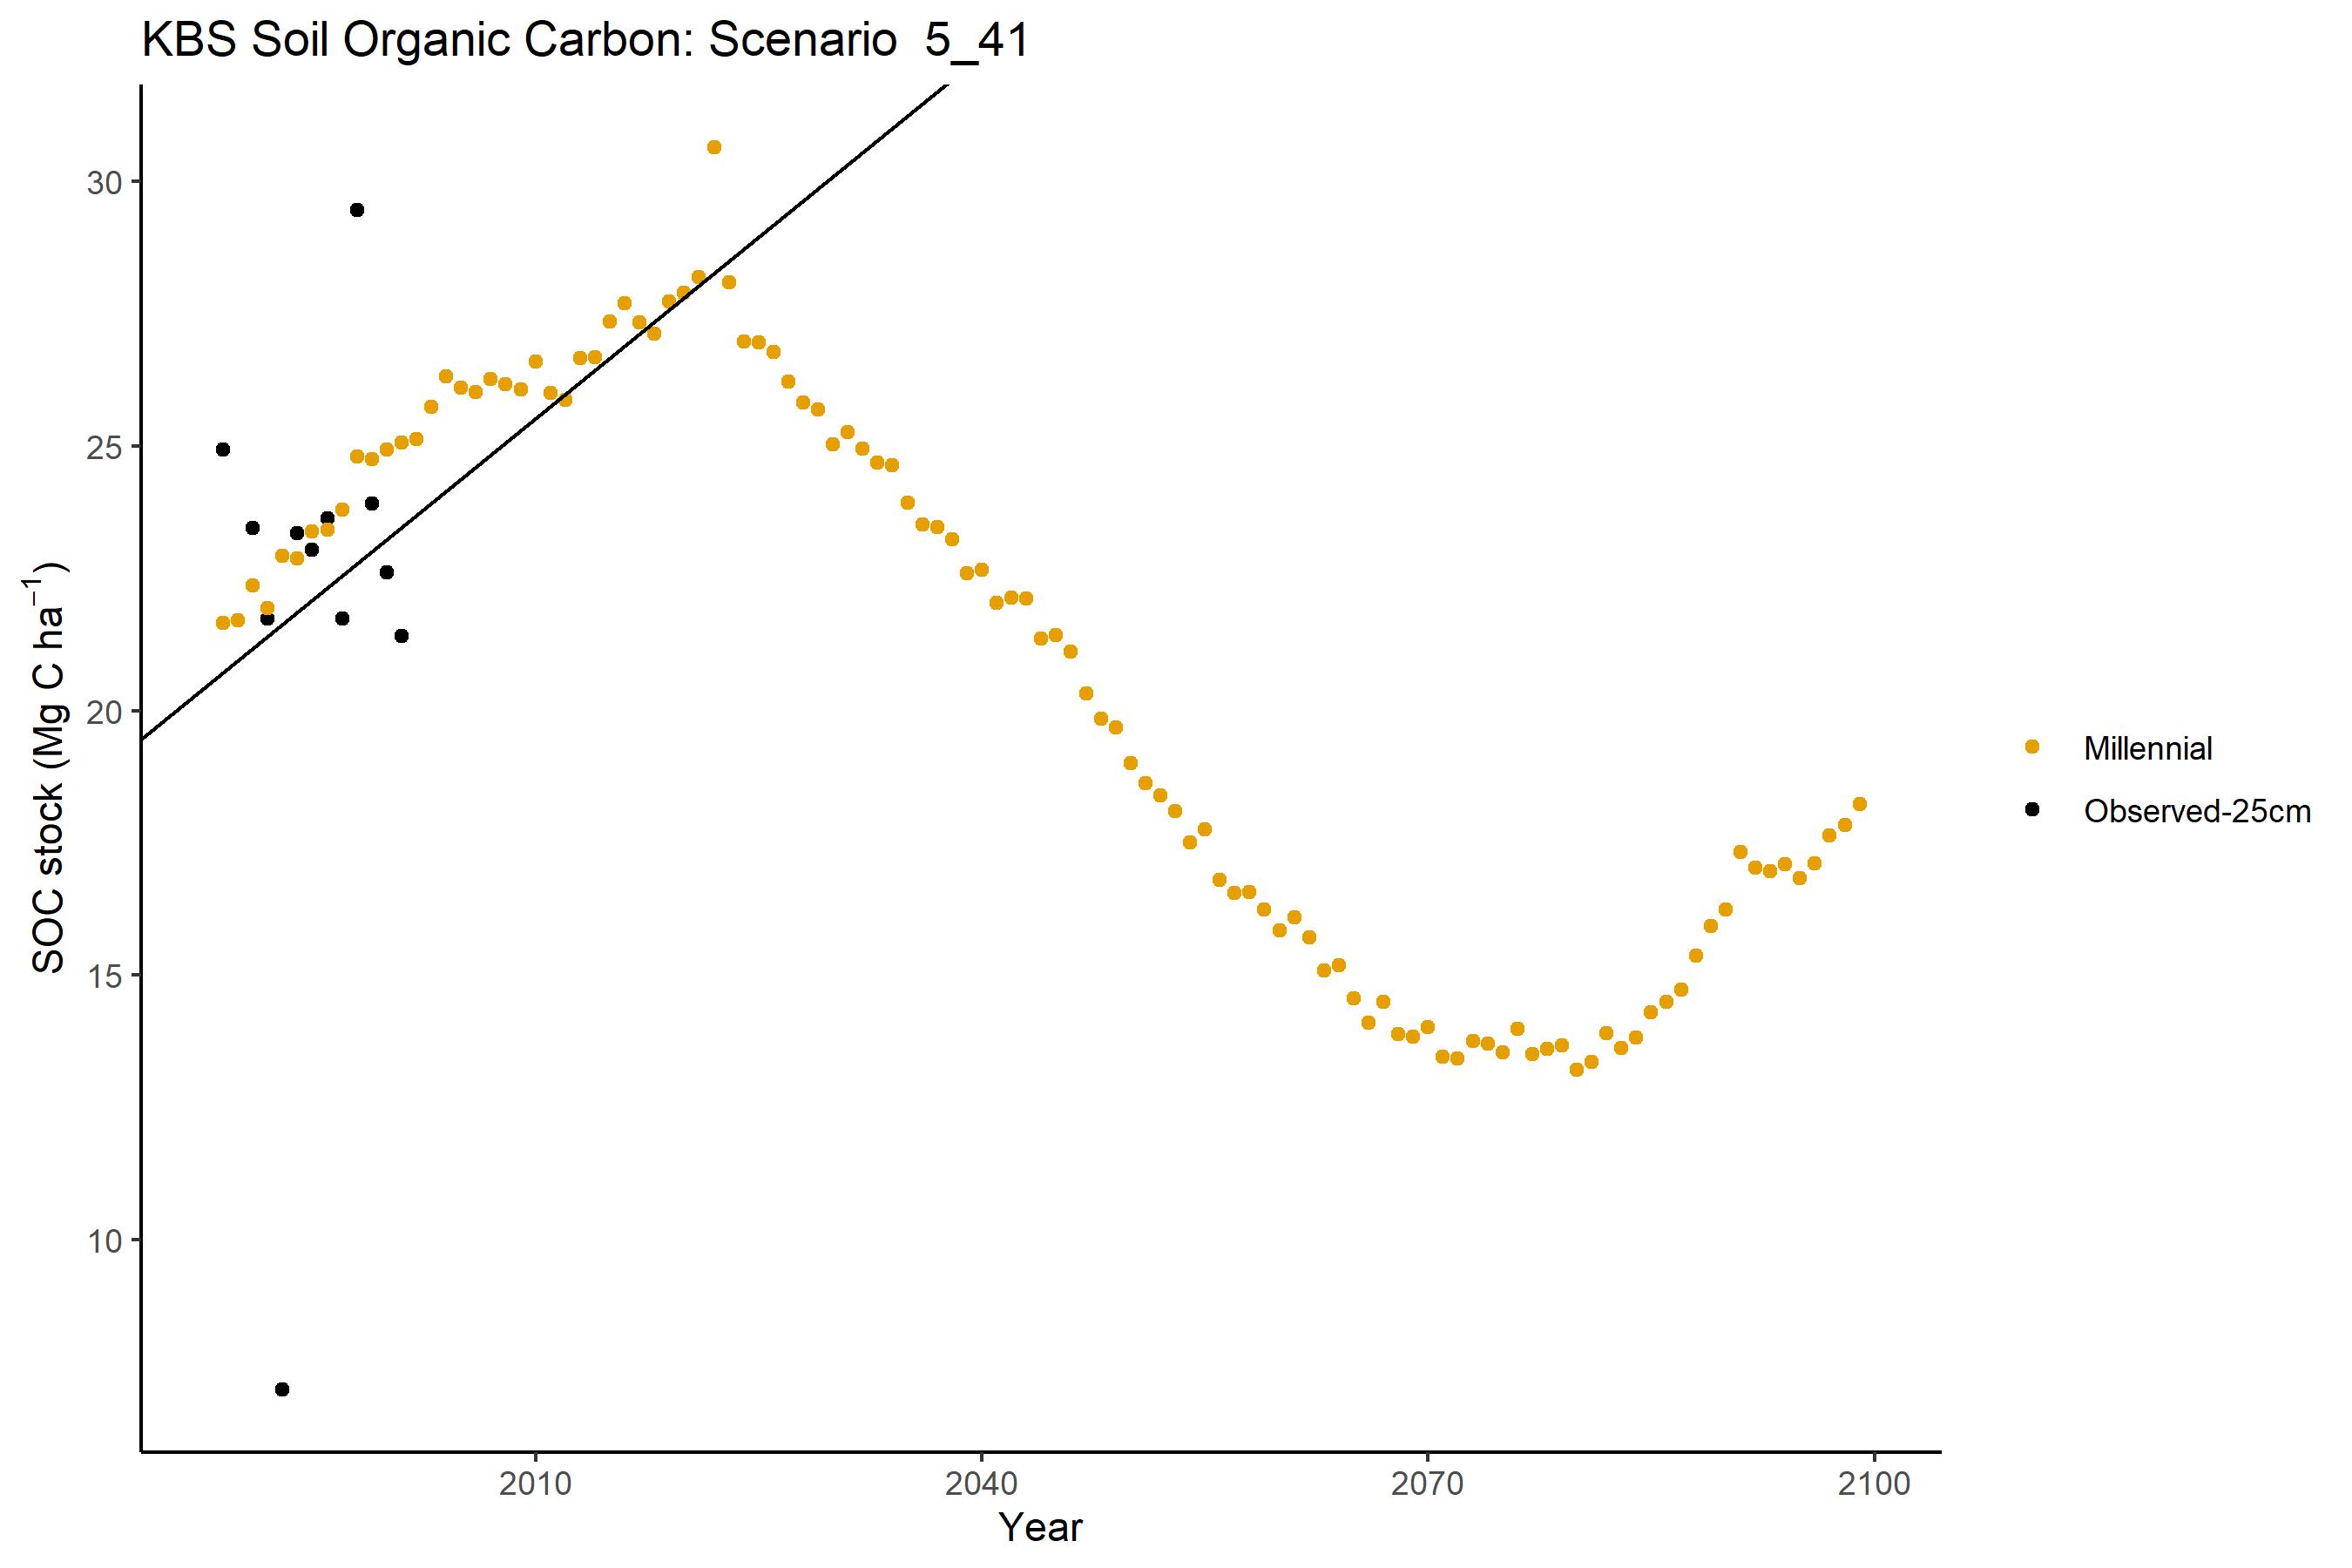 KBS Soil Organic Carbon: Scenario  5_41
30
25
20
15
10
SOC stock (Mg C ha⁻¹)
2010 2040 2070 2100
Year
Millennial
Observed-25cm